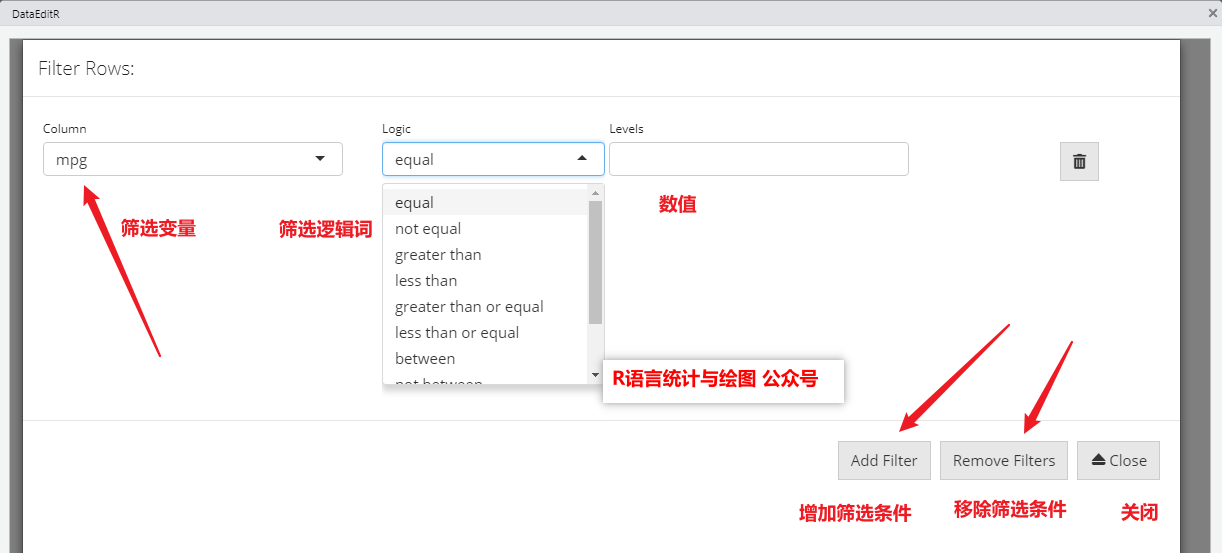 DataEditR
Filter Rows:
Column
Logic
Levels
mpg
equal
equal
not equal
greater than
less than
greater than or equal
less than or equal
between
not between
筛选变量
筛选逻辑词
数值
R语言统计与绘图 公众号
Add Filter
Remove Filters
Close
增加筛选条件
移除筛选条件
关闭